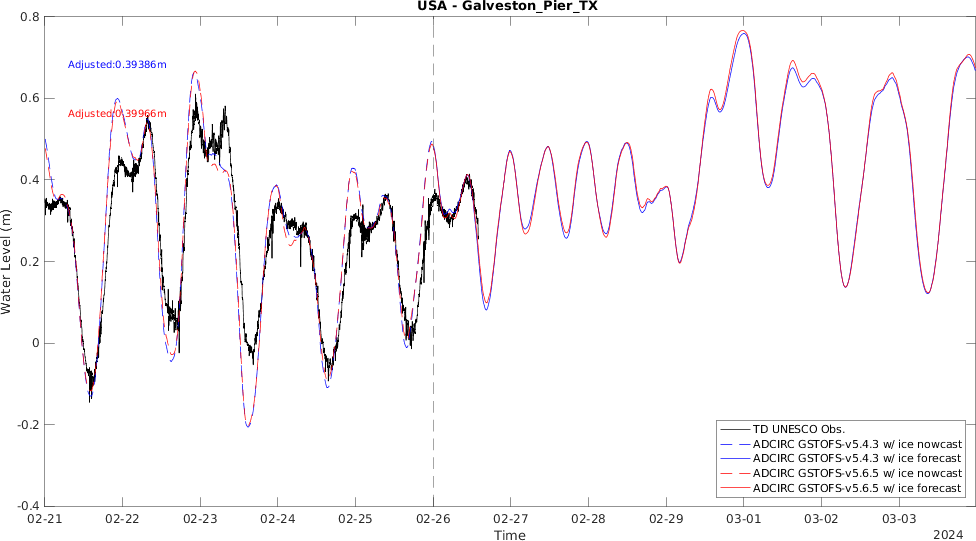 USA - Galveston_Pier_TX
0.8
0.6
0.4
0.2
0
-0.2
-0.4
Water Level (m)
Adjusted:0.39386m
Adjusted:0.39966m
TD UNESCO Obs.
ADCIRC GSTOFS-v5.4.3 w/ ice nowcast
ADCIRC GSTOFS-v5.4.3 w/ ice forecast
ADCIRC GSTOFS-v5.6.5 w/ ice nowcast
ADCIRC GSTOFS-v5.6.5 w/ ice forecast
02-21 02-22 02-23 02-24 02-25 02-26 02-27 02-28 02-29 03-01 03-02 03-03
Time
2024